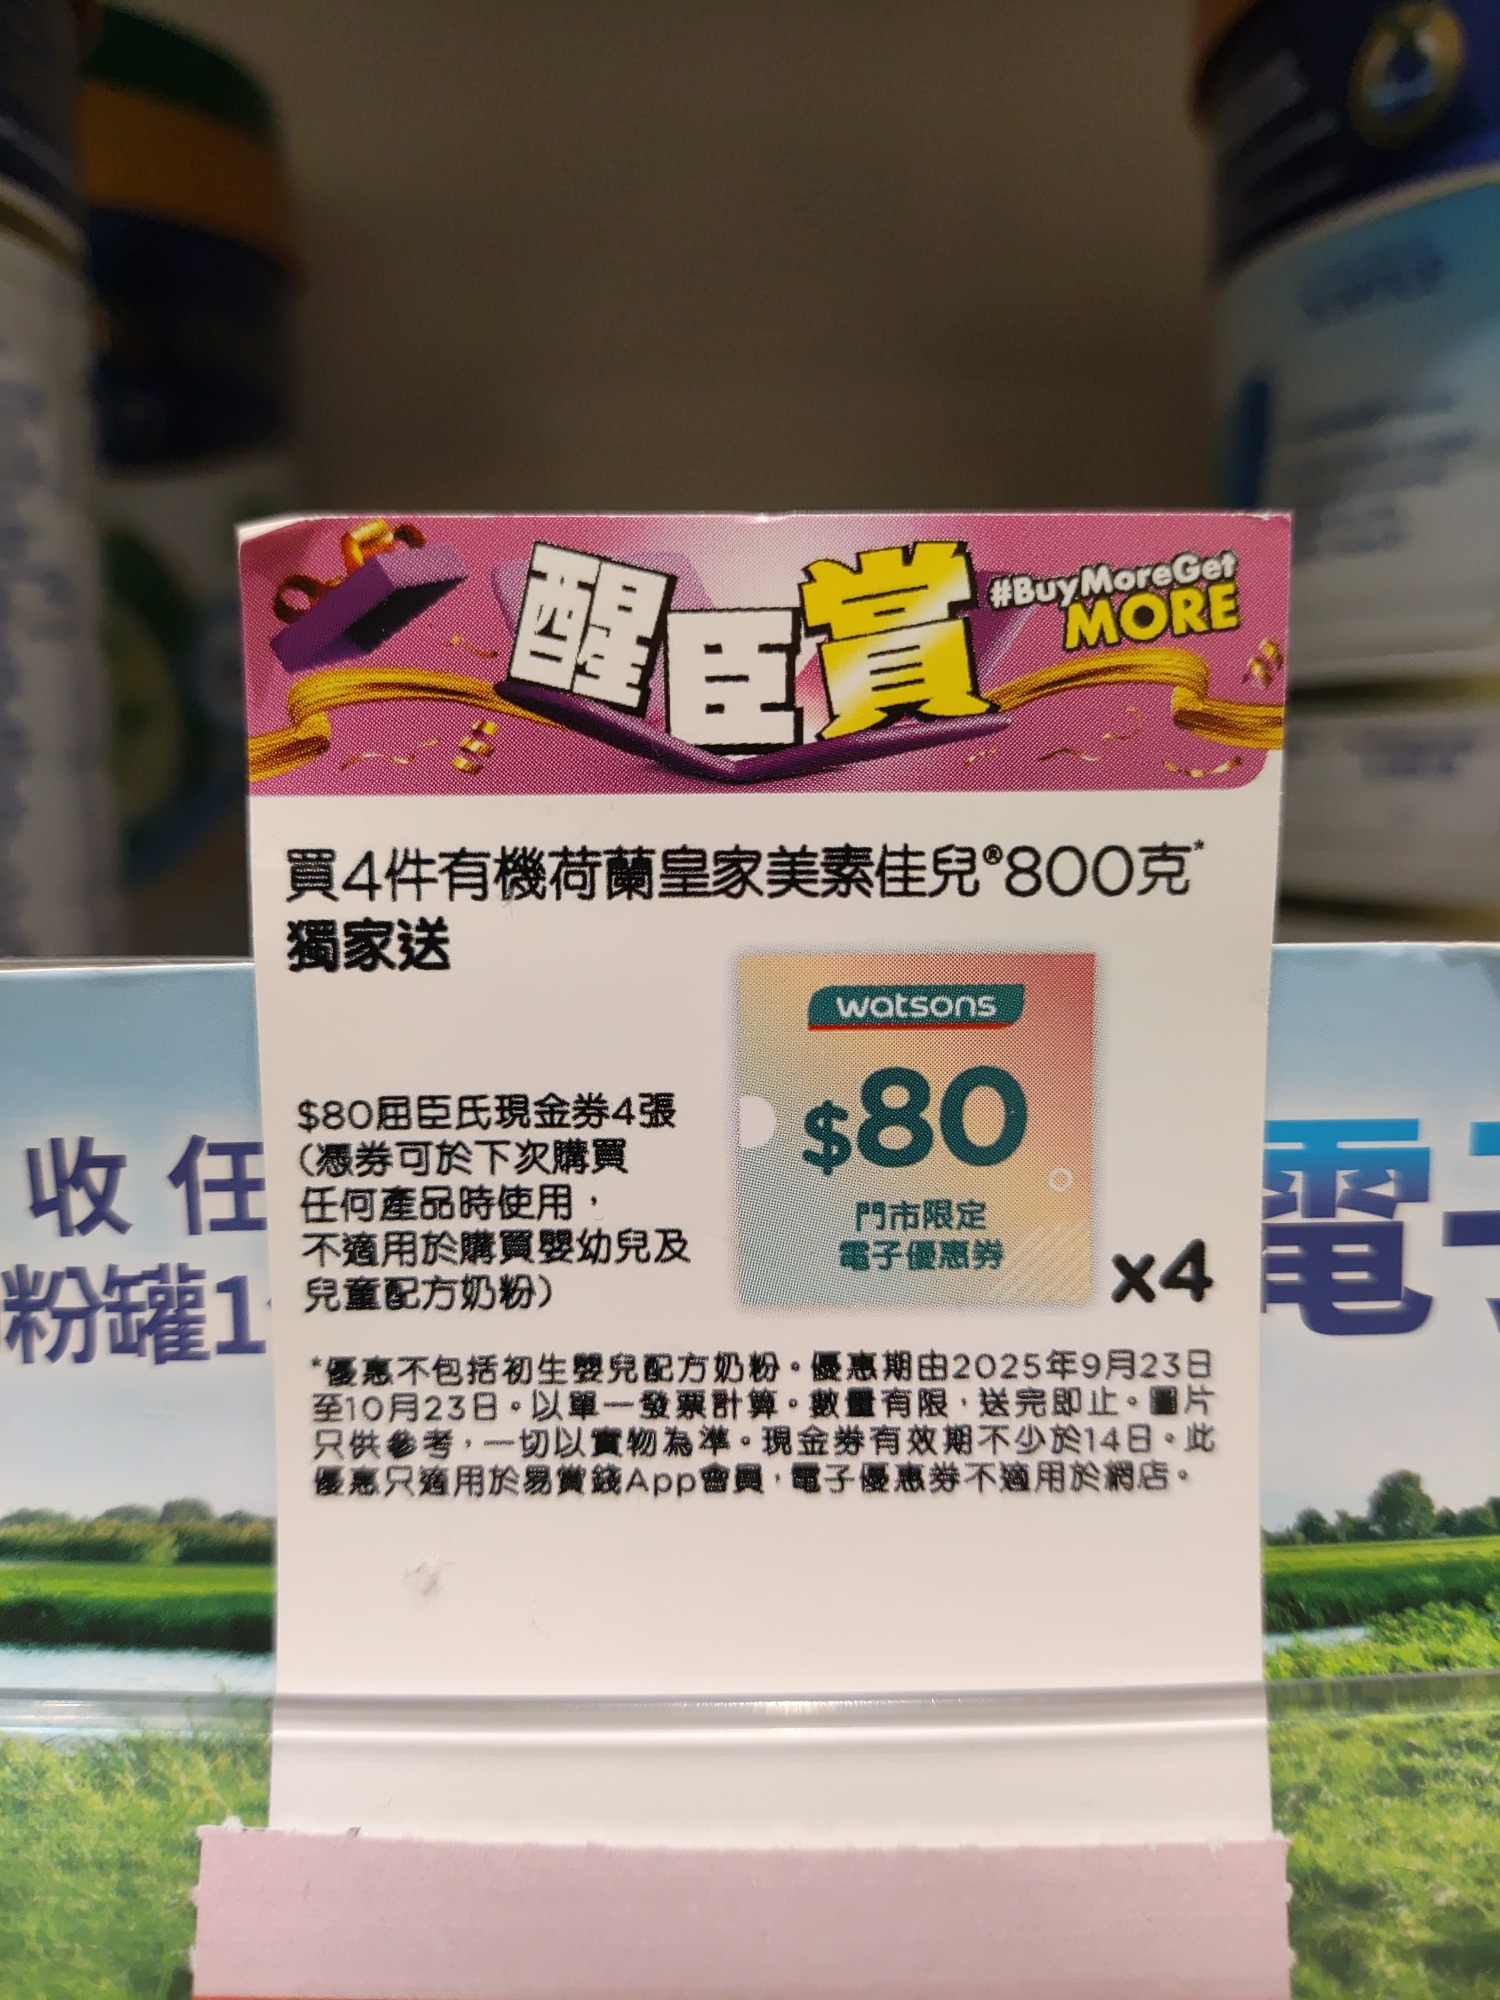 醒臣賞
#BuyMoreGet
MORE
買4件有機荷蘭皇家美素佳兒®800克*
獨家送
watsons
$80
門市限定
電子優惠券
x4
$80屈臣氏現金券4張
(憑券可於下次購買
任何產品時使用，
不適用於購買嬰幼兒及
兒童配方奶粉)
*優惠不包括初生嬰兒配方奶粉。優惠期由2025年9月23日
至10月23日。以單一發票計算。數量有限，送完即止。圖片
只供參考，一切以實物為準。現金券有效期不少於14日。此
優惠只適用於易賞錢App會員，電子優惠券不適用於網店。
收任
粉罐1
電